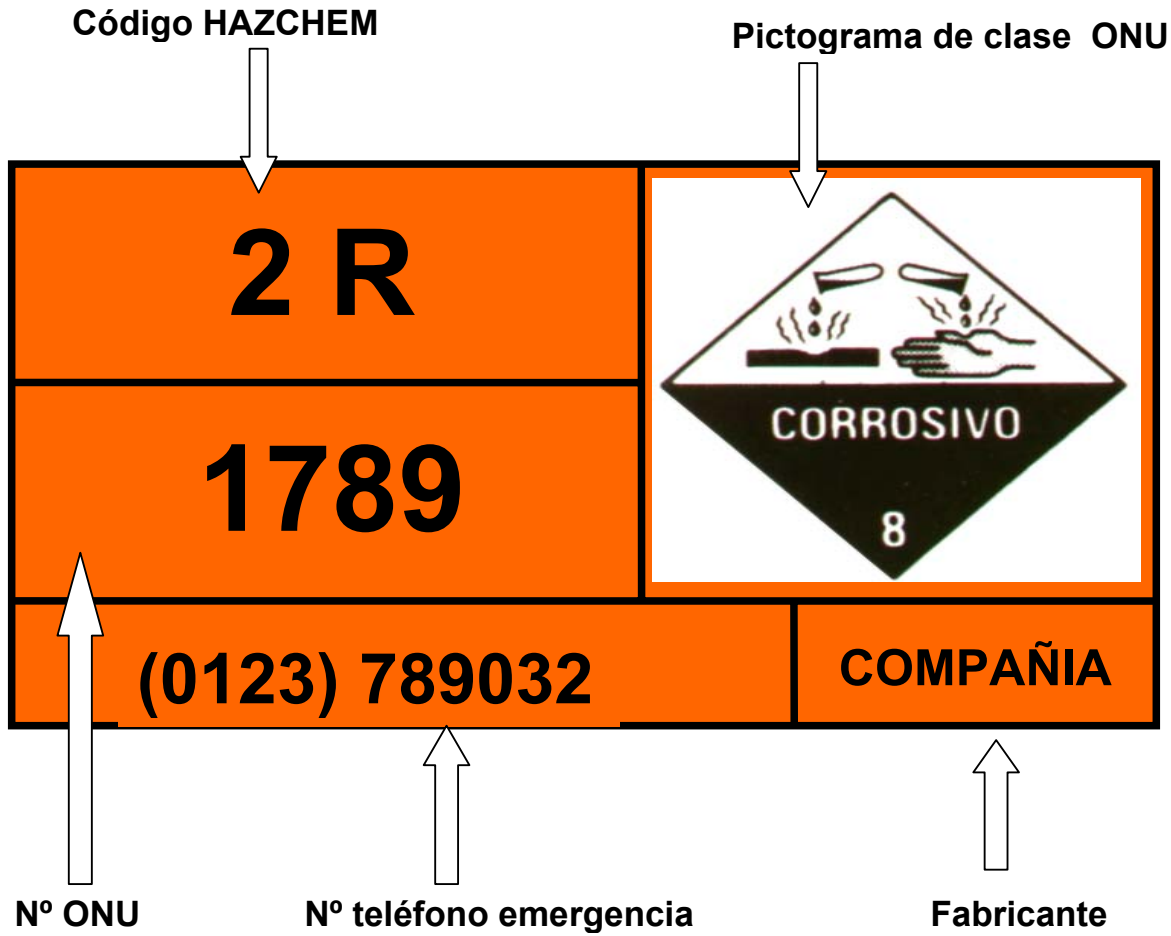 Código HAZCHEM
Pictograma de clase ONU
2 R
1789
CORROSIVO
8
(0123) 789032
COMPAÑIA
Nº ONU
Nº teléfono emergencia
Fabricante